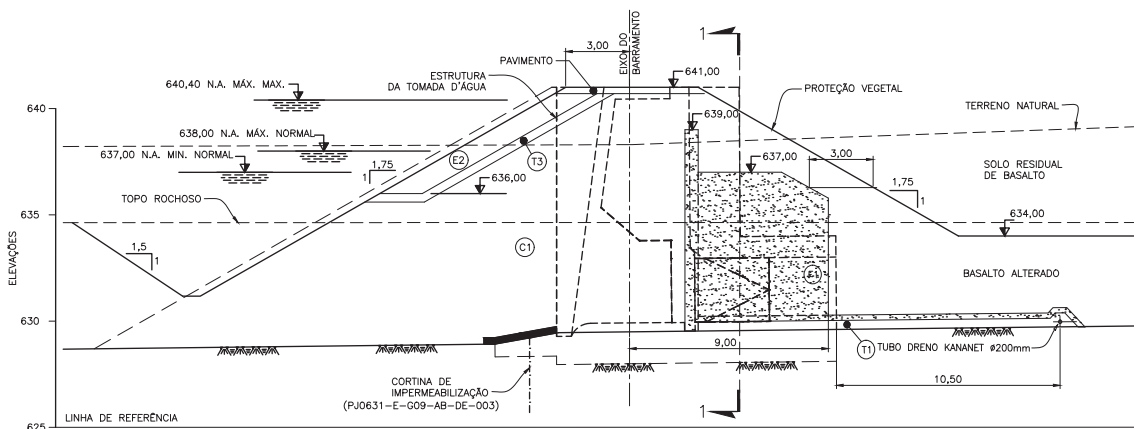 1
3,00
EIXO DO
BARRAMENTO
PAVIMENTO
641,00
ESTRUTURA
DA TOMADA D'ÁGUA
640,40 N.A. MÁX. MAX.
PROTEÇÃO VEGETAL
TERRENO NATURAL
640
639,00
638,00 N.A. MÁX. NORMAL
E2
T3
637,00 N.A. MIN. NORMAL
1,75
1
637,00
3,00
SOLO RESIDUAL
DE BASALTO
636,00
1,75
1
TOPO ROCHOSO
635
634,00
ELEVAÇÕES
1,5
1
C1
BASALTO ALTERADO
630
9,00
T1
TUBO DRENO KANANET ø200mm
10,50
CORTINA DE
IMPERMEABILIZAÇÃO
(PJ0631-E-G09-AB-DE-003)
1
LINHA DE REFERÊNCIA
625